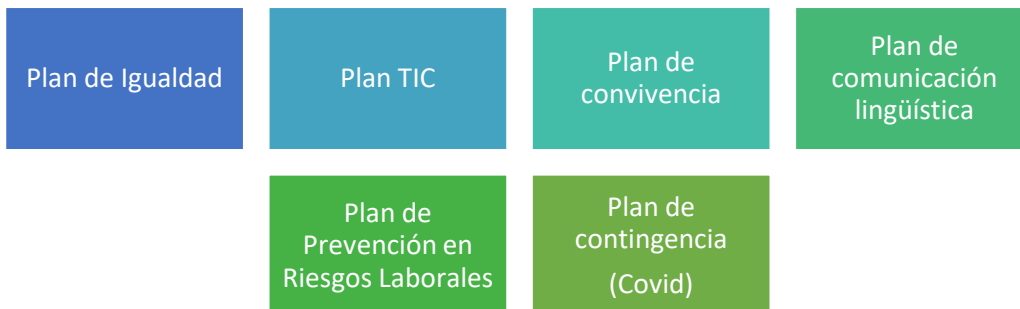 Plan de Igualdad
Plan TIC
Plan de
convivencia
Plan de
comunicación
lingüística
Plan de
Prevención en
Riesgos Laborales
Plan de
contingencia
(Covid)